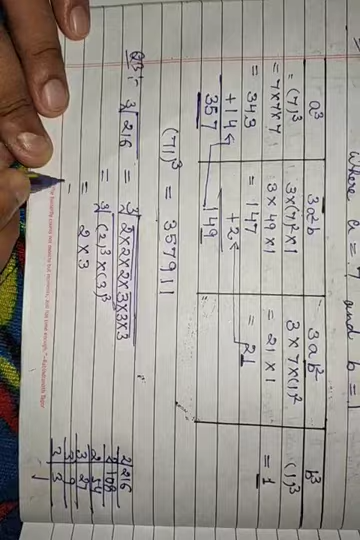 where a = 7 and b = 1
a³ 3a²b 3ab² b³
= (7)³ 3×(7)²×1 3×7×(1)² (1)³
= 7×7×7 3×49×1 = 21×1 = 1
= 343 = 147 = 21
+14 +2
357 149
(71)³ = 357911
∛216 = ∛2×2×2×3×3×3
= ∛(2)³×(3)³
= 2×3
=
2 216
2 108
2 54
3 27
3 9
3 3
1